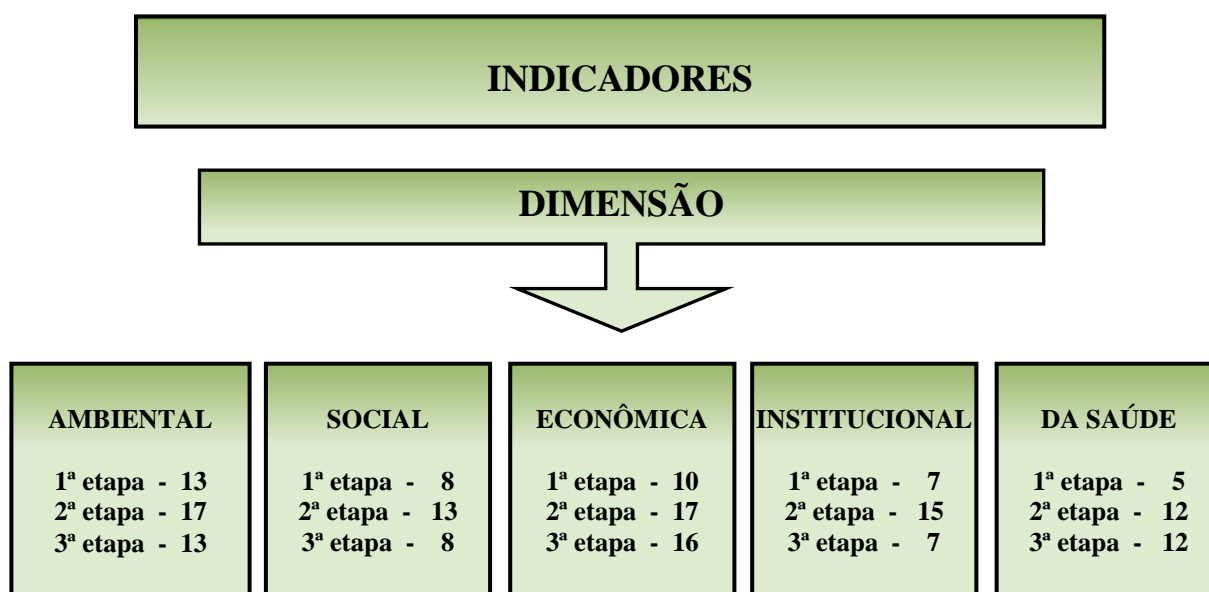 INDICADORES
DIMENSÃO
AMBIENTAL
1ª etapa - 13
2ª etapa - 17
3ª etapa - 13
SOCIAL
1ª etapa - 8
2ª etapa - 13
3ª etapa - 8
ECONÔMICA
1ª etapa - 10
2ª etapa - 17
3ª etapa - 16
INSTITUCIONAL
1ª etapa - 7
2ª etapa - 15
3ª etapa - 7
DA SAÚDE
1ª etapa - 5
2ª etapa - 12
3ª etapa - 12